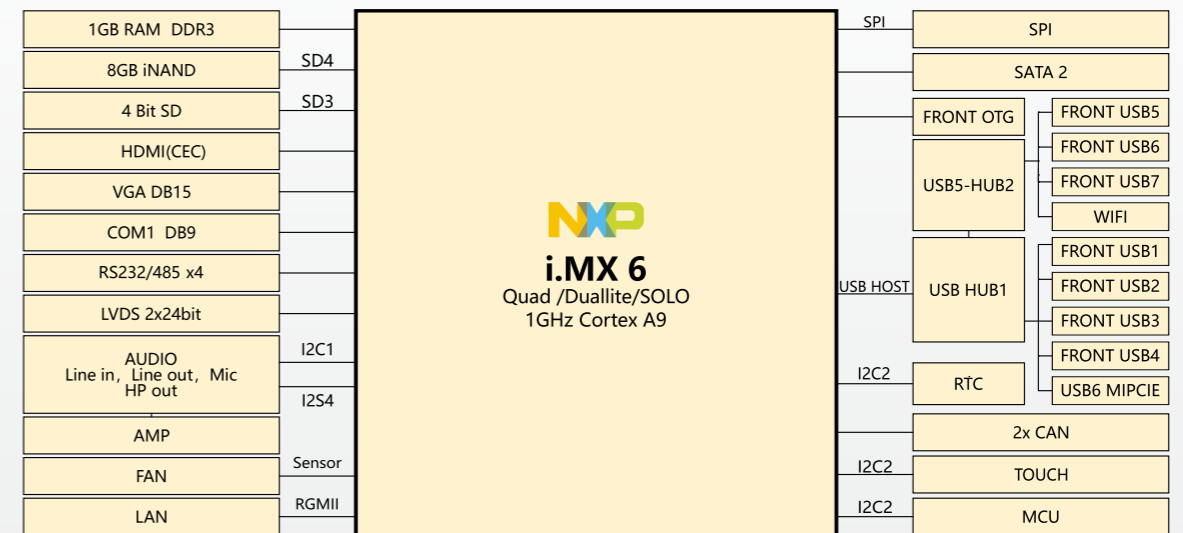 1GB RAM DDR3
8GB iNAND
SD4
4 Bit SD
SD3
HDMI(CEC)
VGA DB15
COM1 DB9
RS232/485 x4
LVDS 2x24bit
AUDIO
Line in, Line out, Mic
HP out
I2C1
I2S4
AMP
FAN
Sensor
LAN
RGMII
NXP
i.MX 6
Quad /Duallite/SOLO
1GHz Cortex A9
SPI
SPI
SATA 2
FRONT OTG
USB5-HUB2
FRONT USB5
FRONT USB6
FRONT USB7
WIFI
USB HOST
USB HUB1
FRONT USB1
FRONT USB2
FRONT USB3
FRONT USB4
USB6 MIPCIE
I2C2
RTC
2x CAN
I2C2
TOUCH
I2C2
MCU